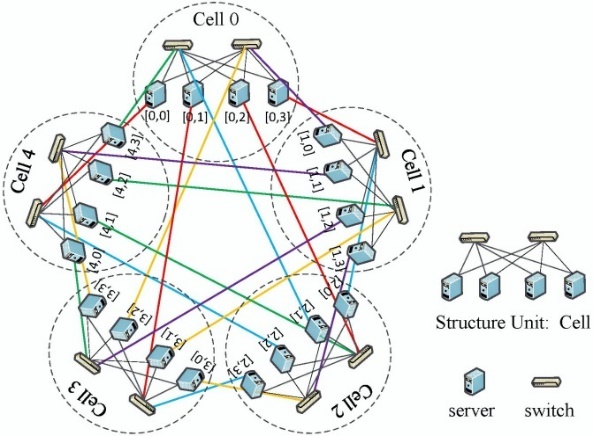 Cell 0
[0,0]
[0,1]
[0,2]
[0,3]
Cell 1
[1,0]
[1,1]
[1,2]
[1,3]
Cell 4
[4,3]
[4,2]
[4,1]
[4,0]
Cell 3
[3,3]
[3,2]
[3,1]
[3,0]
Cell 2
[2,0]
[2,1]
[2,2]
[2,3]
Structure Unit: Cell
server
switch